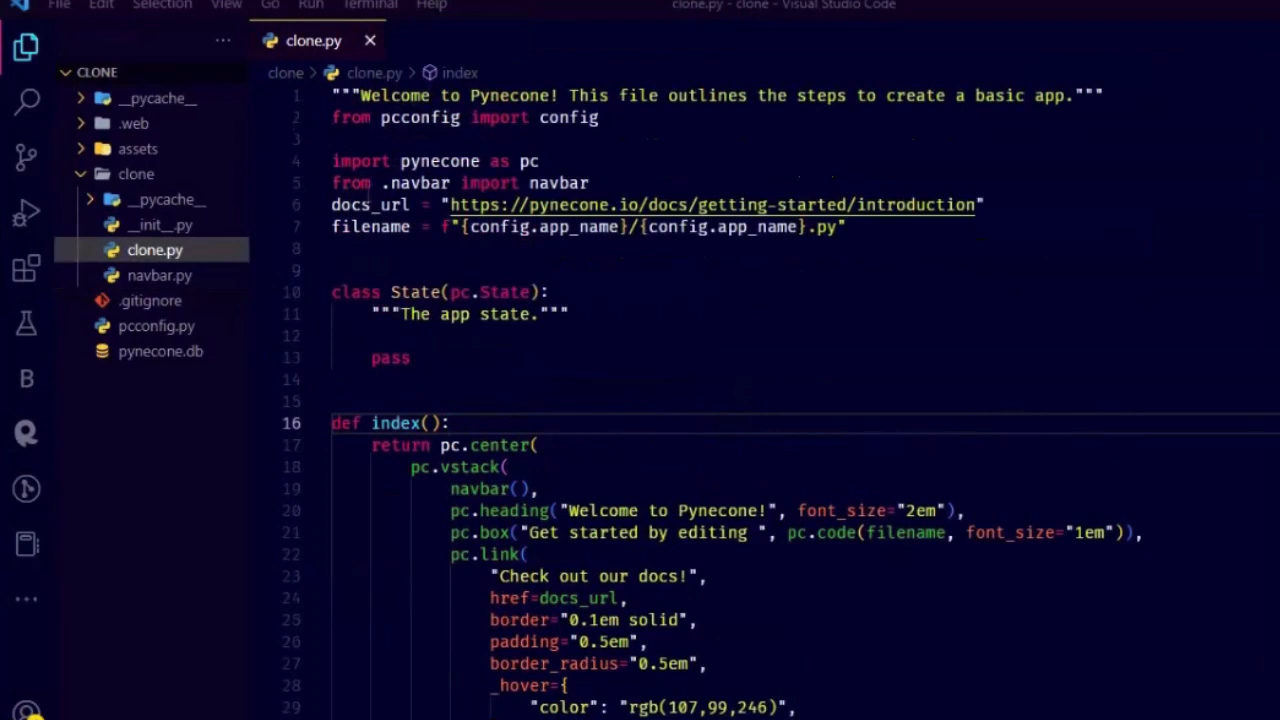 File Edit Selection View Go Run Terminal Help clone.py - clone - Visual Studio Code
... clone.py ×
CLONE
__pycache__
.web
assets
clone
__pycache__
__init__.py
clone.py
navbar.py
.gitignore
pcconfig.py
pynecone.db
B
clone > clone.py > index
1 """Welcome to Pynecone! This file outlines the steps to create a basic app."""
2 from pcconfig import config
3
4 import pynecone as pc
5 from .navbar import navbar
6 docs_url = "https://pynecone.io/docs/getting-started/introduction"
7 filename = f"{config.app_name}/{config.app_name}.py"
8
9
10 class State(pc.State):
11 """The app state."""
12
13 pass
14
15
16 def index():
17 return pc.center(
18 pc.vstack(
19 navbar(),
20 pc.heading("Welcome to Pynecone!", font_size="2em"),
21 pc.box("Get started by editing ", pc.code(filename, font_size="1em")),
22 pc.link(
23 "Check out our docs!",
24 href=docs_url,
25 border="0.1em solid",
26 padding="0.5em",
27 border_radius="0.5em",
28 _hover={
29 "color": "rgb(107,99,246)",